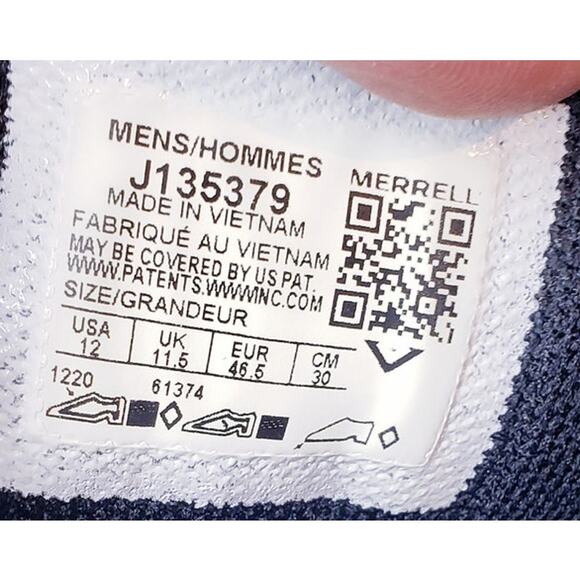 MENS/HOMMES
J135379
MERRELL
MADE IN VIETNAM
FABRIQUÉ AU VIETNAM
MAY BE COVERED BY US PAT.
WWW.PATENTS.WWWINC.COM
SIZE/GRANDEUR
USA UK EUR CM
12 11.5 46.5 30
1220 61374